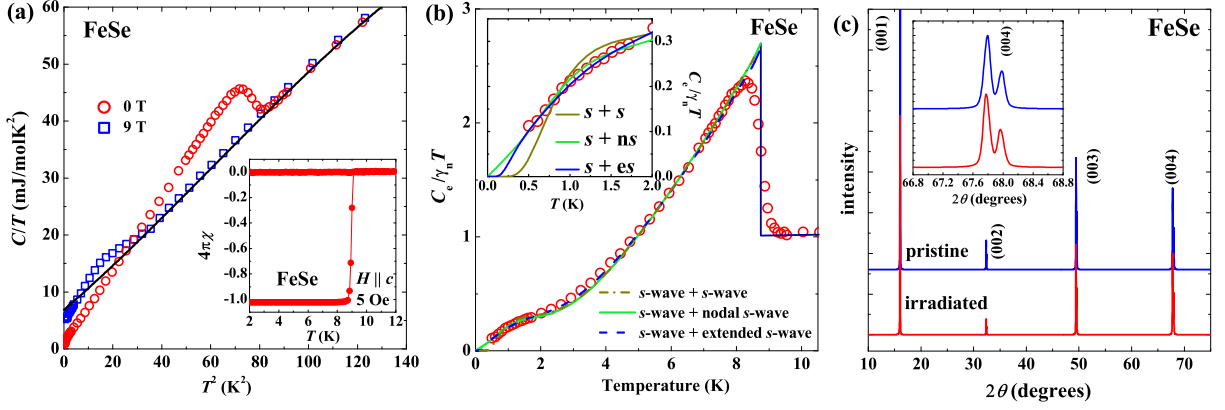 (a)
FeSe
0 T
9 T
C/T (mJ/molK²)
60
50
40
30
20
10
0
0 20 40 60 80 100 120 140
T² (K²)
0.0
-0.2
-0.4
-0.6
-0.8
-1.0
4πχ
FeSe
H || c
5 Oe
2 4 6 8 10 12
T (K)
(b)
C_e/γ_nT
3
2
1
0
0 2 4 6 8 10
Temperature (K)
s + s
s + ns
s + es
0.3
0.2
0.1
0.0
C_e/γ_nT
0.0 0.5 1.0 1.5 2.0
T (K)
s-wave + s-wave
s-wave + nodal s-wave
s-wave + extended s-wave
(c)
FeSe
(001)
(002)
(003)
(004)
intensity
pristine
irradiated
10 20 30 40 50 60 70
2θ (degrees)
(004)
66.8 67.2 67.6 68.0 68.4 68.8
2θ (degrees)